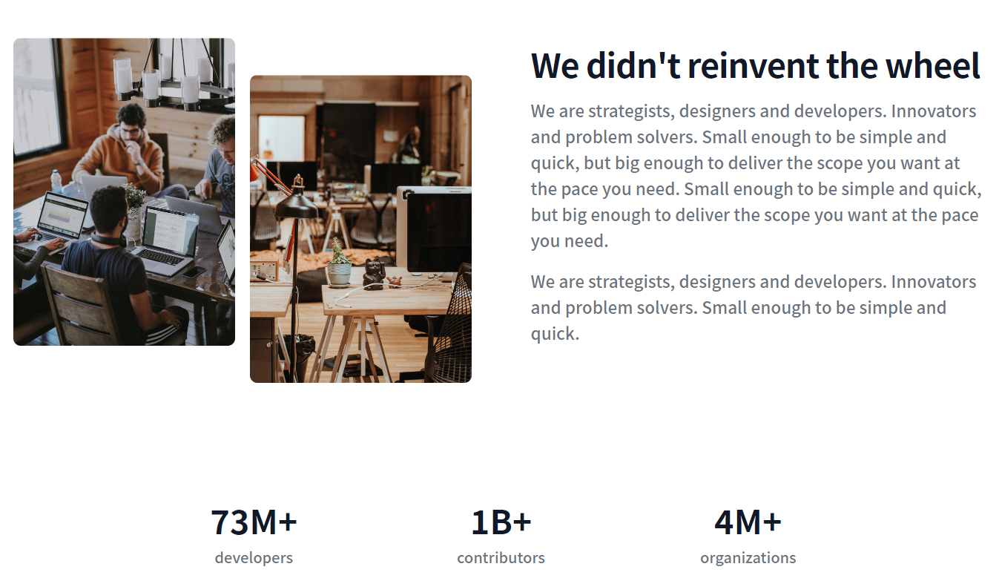 We didn't reinvent the wheel
We are strategists, designers and developers. Innovators
and problem solvers. Small enough to be simple and
quick, but big enough to deliver the scope you want at
the pace you need. Small enough to be simple and quick,
but big enough to deliver the scope you want at the pace
you need.
We are strategists, designers and developers. Innovators
and problem solvers. Small enough to be simple and
quick.
73M+
developers
1B+
contributors
4M+
organizations